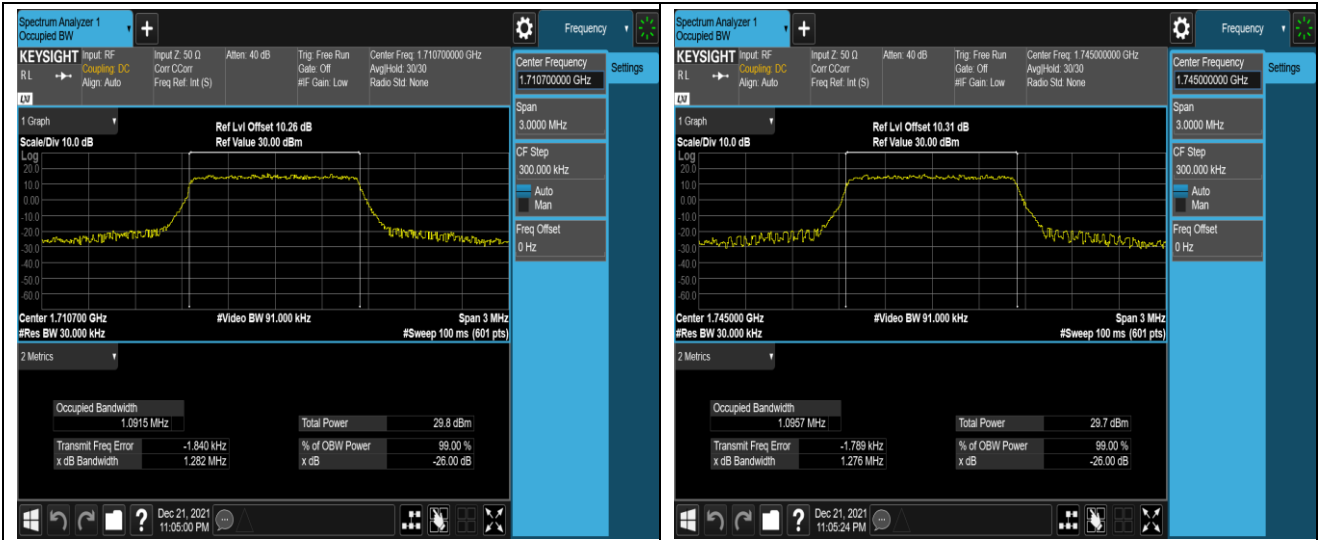 Spectrum Analyzer 1
Occupied BW
+
Frequency
KEYSIGHT
RL
LXI
Input: RF
Coupling: DC
Align: Auto
Input Z: 50 Ω
Corr CCorr
Freq Ref: Int (S)
Atten: 40 dB
Trig: Free Run
Gate: Off
#IF Gain: Low
Center Freq: 1.710700000 GHz
Avg|Hold: 30/30
Radio Std: None
Center Frequency
1.710700000 GHz
Settings
Span
3.0000 MHz
CF Step
300.000 kHz
Auto
Man
Freq Offset
0 Hz
1 Graph
Scale/Div 10.0 dB
Ref Lvl Offset 10.26 dB
Ref Value 30.00 dBm
Log
20.0
10.0
0.00
-10.0
-20.0
-30.0
-40.0
-50.0
-60.0
Center 1.710700 GHz
#Video BW 91.000 kHz
Span 3 MHz
#Res BW 30.000 kHz
#Sweep 100 ms (601 pts)
2 Metrics
Occupied Bandwidth
1.0915 MHz
Total Power 29.8 dBm
Transmit Freq Error -1.840 kHz
% of OBW Power 99.00 %
x dB Bandwidth 1.282 MHz
x dB -26.00 dB
?
Dec 21, 2021
11:05:00 PM
Spectrum Analyzer 1
Occupied BW
+
Frequency
KEYSIGHT
RL
LXI
Input: RF
Coupling: DC
Align: Auto
Input Z: 50 Ω
Corr CCorr
Freq Ref: Int (S)
Atten: 40 dB
Trig: Free Run
Gate: Off
#IF Gain: Low
Center Freq: 1.745000000 GHz
Avg|Hold: 30/30
Radio Std: None
Center Frequency
1.745000000 GHz
Settings
Span
3.0000 MHz
CF Step
300.000 kHz
Auto
Man
Freq Offset
0 Hz
1 Graph
Scale/Div 10.0 dB
Ref Lvl Offset 10.31 dB
Ref Value 30.00 dBm
Log
20.0
10.0
0.00
-10.0
-20.0
-30.0
-40.0
-50.0
-60.0
Center 1.745000 GHz
#Video BW 91.000 kHz
Span 3 MHz
#Res BW 30.000 kHz
#Sweep 100 ms (601 pts)
2 Metrics
Occupied Bandwidth
1.0957 MHz
Total Power 29.7 dBm
Transmit Freq Error -1.789 kHz
% of OBW Power 99.00 %
x dB Bandwidth 1.276 MHz
x dB -26.00 dB
?
Dec 21, 2021
11:05:24 PM